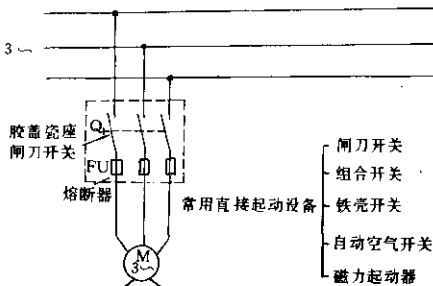 3～
胶盖瓷座
闸刀开关
Q
FU
熔断器
M
3～
常用直接起动设备
闸刀开关
组合开关
铁壳开关
自动空气开关
磁力起动器